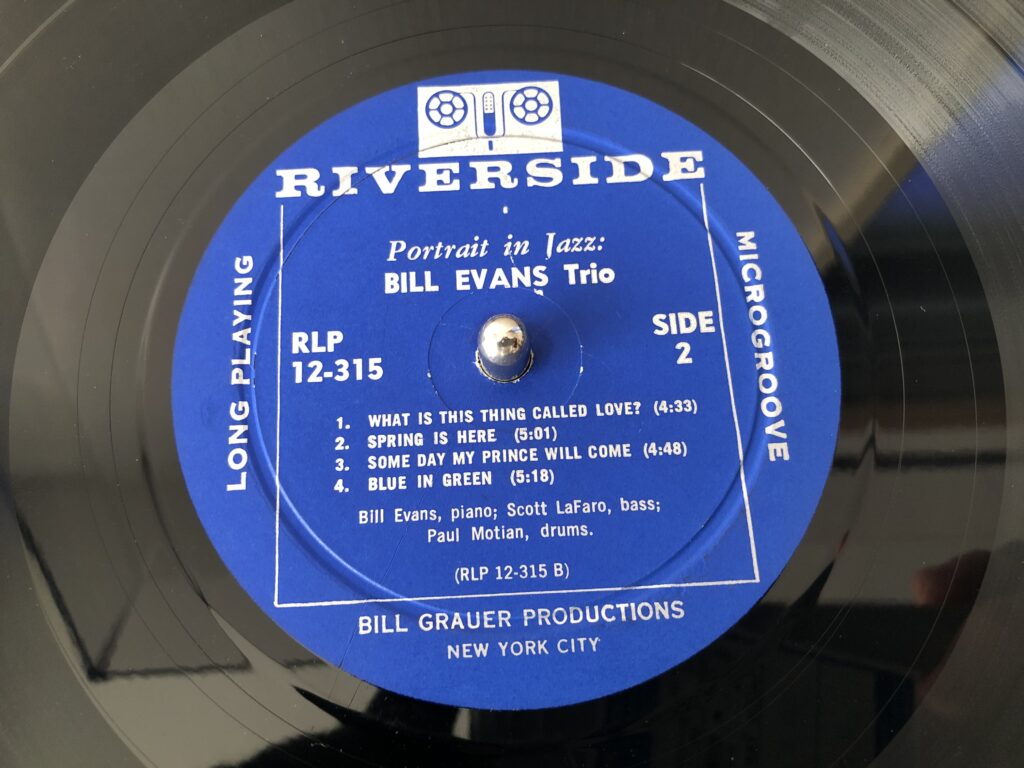 RIVERSIDE
Portrait in Jazz:
BILL EVANS Trio
LONG PLAYING
MICROGROOVE
RLP
12-315
SIDE
2
1. WHAT IS THIS THING CALLED LOVE? (4:33)
2. SPRING IS HERE (5:01)
3. SOME DAY MY PRINCE WILL COME (4:48)
4. BLUE IN GREEN (5:18)
Bill Evans, piano; Scott LaFaro, bass;
Paul Motian, drums.
(RLP 12-315 B)
BILL GRAUER PRODUCTIONS
NEW YORK CITY